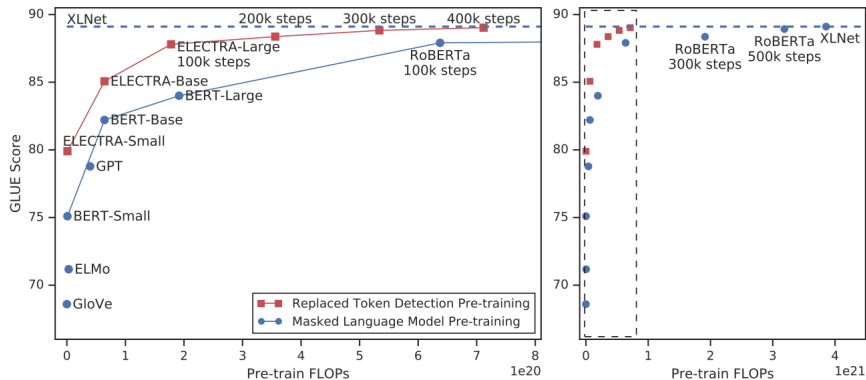 XLNet
200k steps
300k steps
400k steps
ELECTRA-Large
100k steps
RoBERTa
100k steps
ELECTRA-Base
BERT-Large
BERT-Base
ELECTRA-Small
GPT
BERT-Small
ELMo
GloVe
Replaced Token Detection Pre-training
Masked Language Model Pre-training
GLUE Score
90
85
80
75
70
0
1
2
3
4
5
6
7
8
1e20
Pre-train FLOPs
RoBERTa
300k steps
RoBERTa
500k steps
XLNet
90
85
80
75
70
0
1
2
3
4
1e21
Pre-train FLOPs